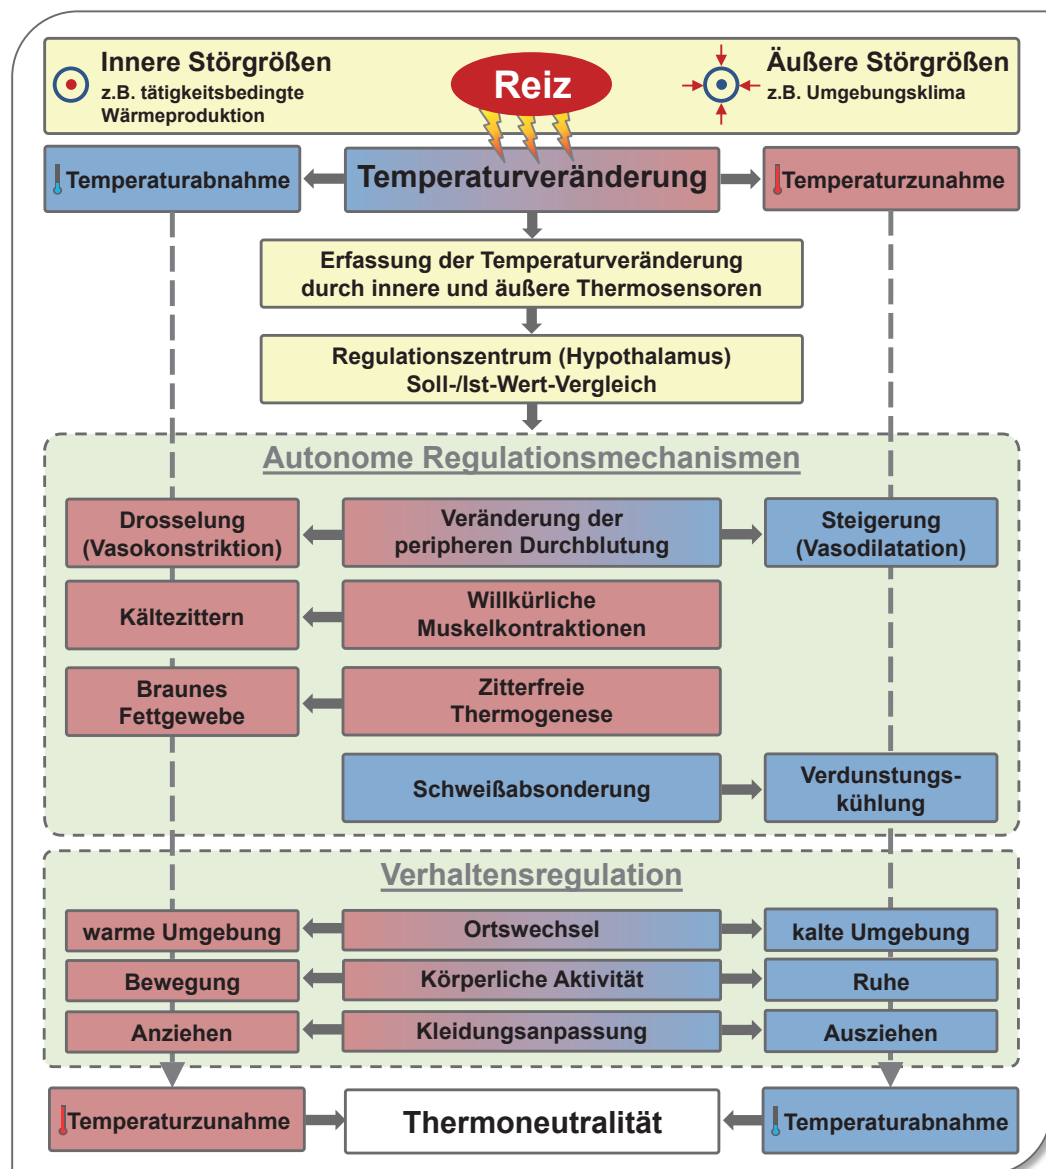 Innere Störgrößen
z.B. tätigkeitsbedingte
Wärmeproduktion
Reiz
Äußere Störgrößen
z.B. Umgebungsklima
Temperaturabnahme
Temperaturveränderung
Temperaturzunahme
Erfassung der Temperaturveränderung
durch innere und äußere Thermosensoren
Regulationszentrum (Hypothalamus)
Soll-/Ist-Wert-Vergleich
Autonome Regulationsmechanismen
Drosselung
(Vasokonstriktion)
Veränderung der
peripheren Durchblutung
Steigerung
(Vasodilatation)
Kältezittern
Willkürliche
Muskelkontraktionen
Braunes
Fettgewebe
Zitterfreie
Thermogenese
Schweißabsonderung
Verdunstungs-
kühlung
Verhaltensregulation
warme Umgebung
Ortswechsel
kalte Umgebung
Bewegung
Körperliche Aktivität
Ruhe
Anziehen
Kleidungsanpassung
Ausziehen
Temperaturzunahme
Thermoneutralität
Temperaturabnahme